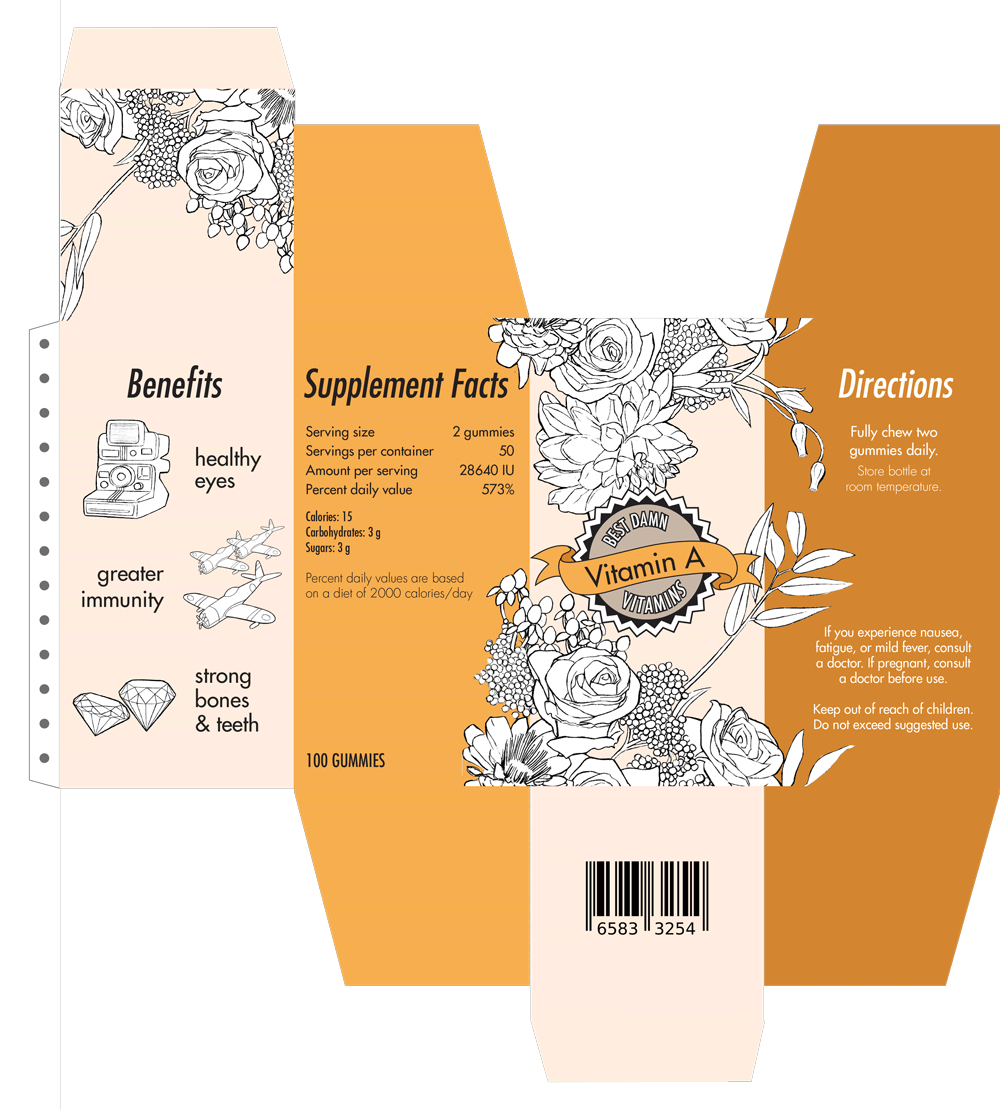 Benefits
healthy
eyes
greater
immunity
strong
bones
& teeth
Supplement Facts
Serving size 2 gummies
Servings per container 50
Amount per serving 28640 IU
Percent daily value 573%
Calories: 15
Carbohydrates: 3 g
Sugars: 3 g
Percent daily values are based
on a diet of 2000 calories/day
100 GUMMIES
BEST DAMN
Vitamin A
VITAMINS
6583 3254
Directions
Fully chew two
gummies daily.
Store bottle at
room temperature.
If you experience nausea,
fatigue, or mild fever, consult
a doctor. If pregnant, consult
a doctor before use.
Keep out of reach of children.
Do not exceed suggested use.